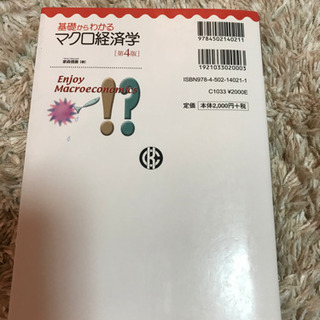 基礎からわかる
マクロ経済学
[第4版]
Enjoy
Macroeconomics
!?
9784502140211
ISBN978-4-502-14021-1
1921033020003
C1033 ¥2000E
定価 本体2,000円+税